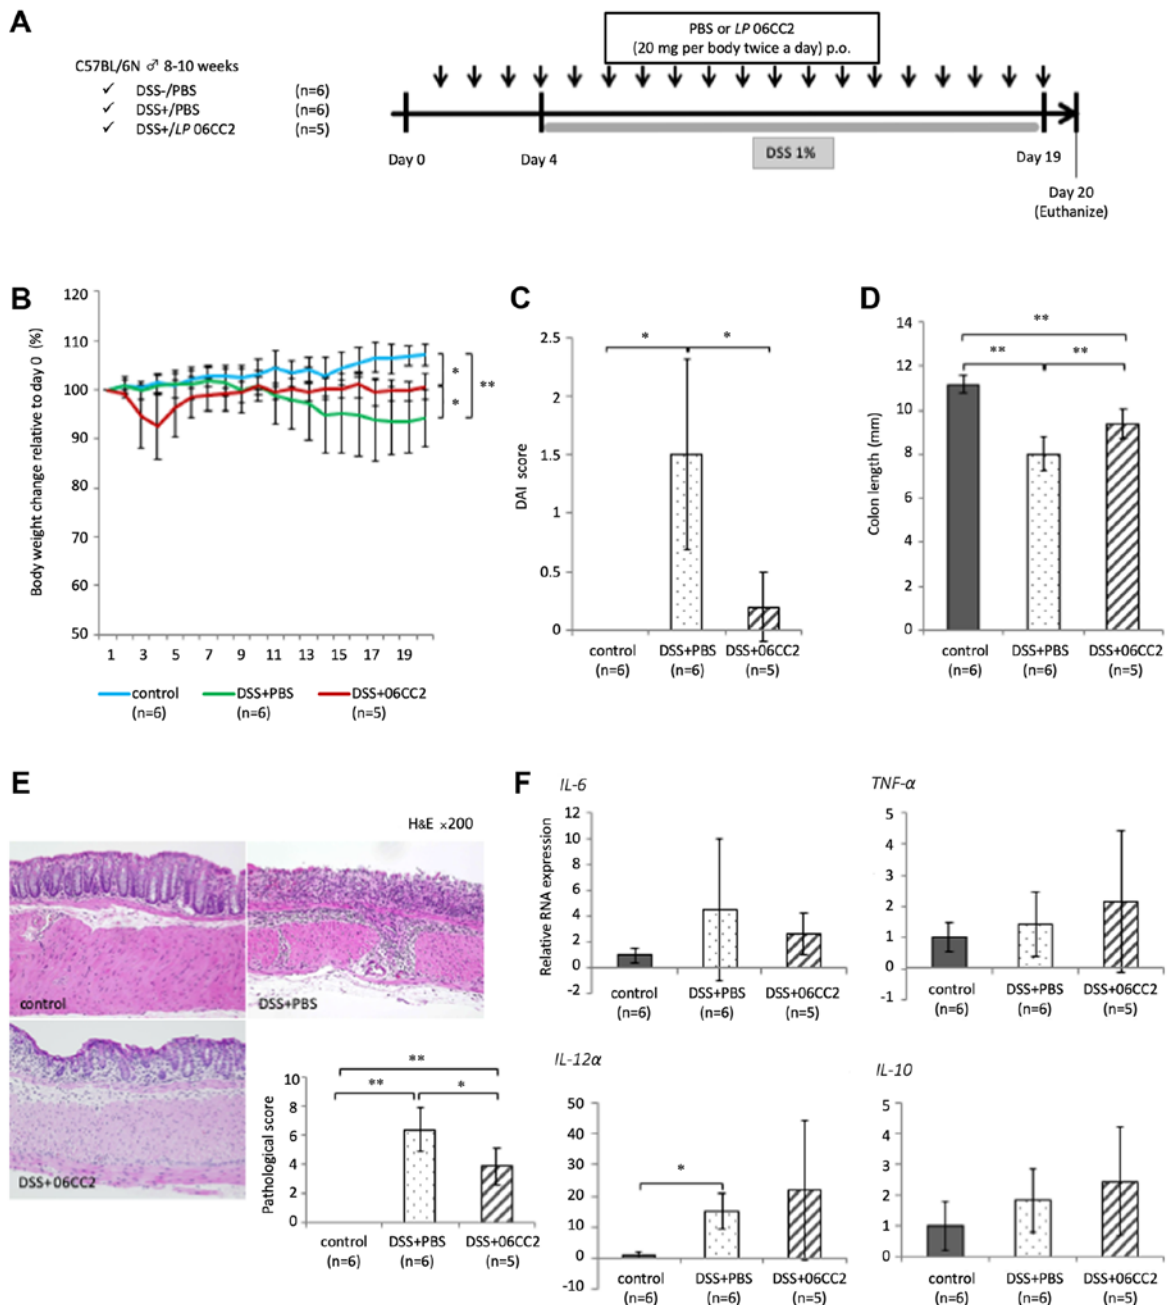 A
PBS or LP 06CC2
(20 mg per body twice a day) p.o.
C57BL/6N ♂ 8-10 weeks
✓ DSS-/PBS (n=6)
✓ DSS+/PBS (n=6)
✓ DSS+/LP 06CC2 (n=5)
Day 0
Day 4
DSS 1%
Day 19
Day 20
(Euthanize)
B
Body weight change relative to day 0 (%)
120
110
100
90
80
70
60
50
* ** *
1 3 5 7 9 11 13 15 17 19
control DSS+PBS DSS+06CC2
(n=6) (n=6) (n=5)
C
DAI score
2.5
2
1.5
1
0.5
0
* *
control DSS+PBS DSS+06CC2
(n=6) (n=6) (n=5)
D
Colon length (mm)
14
12
10
8
6
4
2
0
**
** **
control DSS+PBS DSS+06CC2
(n=6) (n=6) (n=5)
E
H&E ×200
control
DSS+PBS
DSS+06CC2
Pathological score
10
8
6
4
2
0
**
** *
control DSS+PBS DSS+06CC2
(n=6) (n=6) (n=5)
F
IL-6
Relative RNA expression
12
10
8
6
4
2
0
-2
control DSS+PBS DSS+06CC2
(n=6) (n=6) (n=5)
TNF-α
5
4
3
2
1
0
-1
control DSS+PBS DSS+06CC2
(n=6) (n=6) (n=5)
IL-12α
50
40
30
20
10
0
-10
*
control DSS+PBS DSS+06CC2
(n=6) (n=6) (n=5)
IL-10
5
4
3
2
1
0
control DSS+PBS DSS+06CC2
(n=6) (n=6) (n=5)